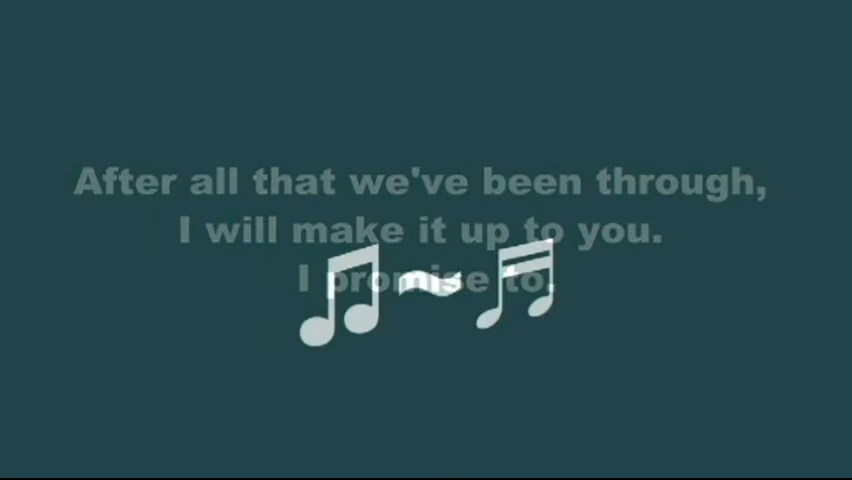 After all that we've been through,
I will make it up to you.
I promise to.
♫~♬